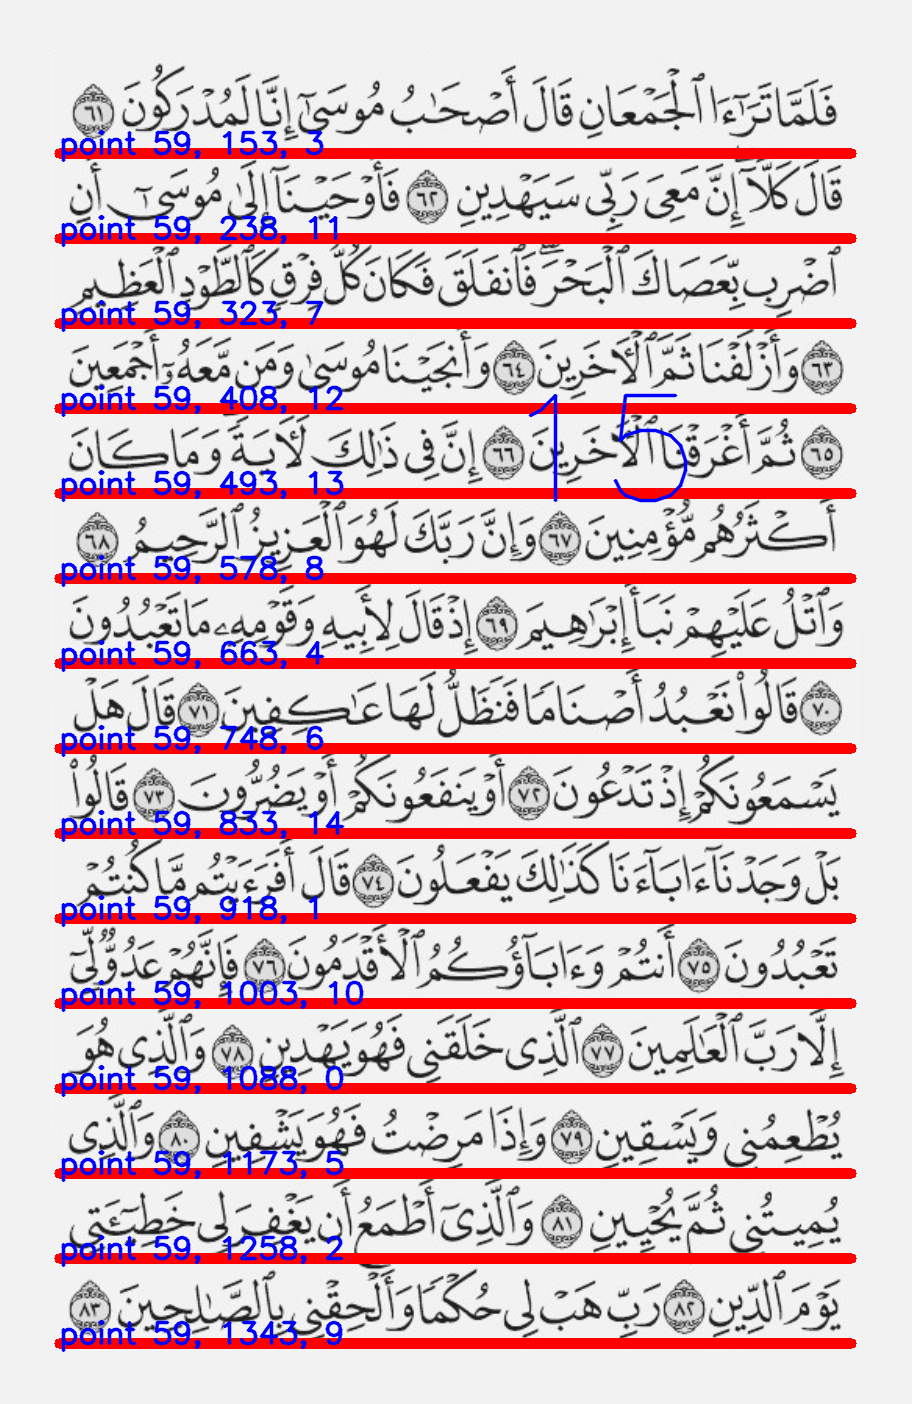 فَلَمَّا تَرَٰٓءَا ٱلْجَمْعَانِ قَالَ أَصْحَٰبُ مُوسَىٰٓ إِنَّا لَمُدْرَكُونَ ٦١
point 59, 153, 3
قَالَ كَلَّآ إِنَّ مَعِىَ رَبِّى سَيَهْدِينِ ٦٢ فَأَوْحَيْنَآ إِلَىٰ مُوسَىٰٓ أَنِ
point 59, 238, 11
ٱضْرِب بِّعَصَاكَ ٱلْبَحْرَ ۖ فَٱنفَلَقَ فَكَانَ كُلُّ فِرْقٍ كَٱلطَّوْدِ ٱلْعَظِيمِ
point 59, 323, 7
٦٣ وَأَزْلَفْنَا ثَمَّ ٱلْءَاخَرِينَ ٦٤ وَأَنجَيْنَا مُوسَىٰ وَمَن مَّعَهُۥٓ أَجْمَعِينَ
point 59, 408, 12
15
٦٥ ثُمَّ أَغْرَقْنَا ٱلْءَاخَرِينَ ٦٦ إِنَّ فِى ذَٰلِكَ لَءَايَةً ۖ وَمَا كَانَ
point 59, 493, 13
أَكْثَرُهُم مُّؤْمِنِينَ ٦٧ وَإِنَّ رَبَّكَ لَهُوَ ٱلْعَزِيزُ ٱلرَّحِيمُ ٦٨
point 59, 578, 8
وَٱتْلُ عَلَيْهِمْ نَبَأَ إِبْرَٰهِيمَ ٦٩ إِذْ قَالَ لِأَبِيهِ وَقَوْمِهِۦ مَا تَعْبُدُونَ
point 59, 663, 4
٧٠ قَالُوا۟ نَعْبُدُ أَصْنَامًا فَنَظَلُّ لَهَا عَٰكِفِينَ ٧١ قَالَ هَلْ
point 59, 748, 6
يَسْمَعُونَكُمْ إِذْ تَدْعُونَ ٧٢ أَوْ يَنفَعُونَكُمْ أَوْ يَضُرُّونَ ٧٣ قَالُوا۟
point 59, 833, 14
بَلْ وَجَدْنَآ ءَابَآءَنَا كَذَٰلِكَ يَفْعَلُونَ ٧٤ قَالَ أَفَرَءَيْتُم مَّا كُنتُمْ
point 59, 918, 1
تَعْبُدُونَ ٧٥ أَنتُمْ وَءَابَآؤُكُمُ ٱلْأَقْدَمُونَ ٧٦ فَإِنَّهُمْ عَدُوٌّ لِّىٓ
point 59, 1003, 10
إِلَّا رَبَّ ٱلْعَٰلَمِينَ ٧٧ ٱلَّذِى خَلَقَنِى فَهُوَ يَهْدِينِ ٧٨ وَٱلَّذِى هُوَ
point 59, 1088, 0
يُطْعِمُنِى وَيَسْقِينِ ٧٩ وَإِذَا مَرِضْتُ فَهُوَ يَشْفِينِ ٨٠ وَٱلَّذِى
point 59, 1173, 5
يُمِيتُنِى ثُمَّ يُحْيِينِ ٨١ وَٱلَّذِىٓ أَطْمَعُ أَن يَغْفِرَ لِى خَطِيٓـَٔتِى
point 59, 1258, 2
يَوْمَ ٱلدِّينِ ٨٢ رَبِّ هَبْ لِى حُكْمًا وَأَلْحِقْنِى بِٱلصَّٰلِحِينَ ٨٣
point 59, 1343, 9